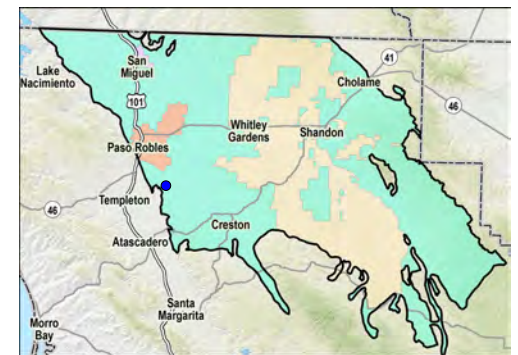 Lake
Nacimiento
San
Miguel
101
41
Cholame
46
Whitley
Gardens
Shandon
Paso Robles
Templeton
46
Creston
Atascadero
Santa
Margarita
Morro
Bay